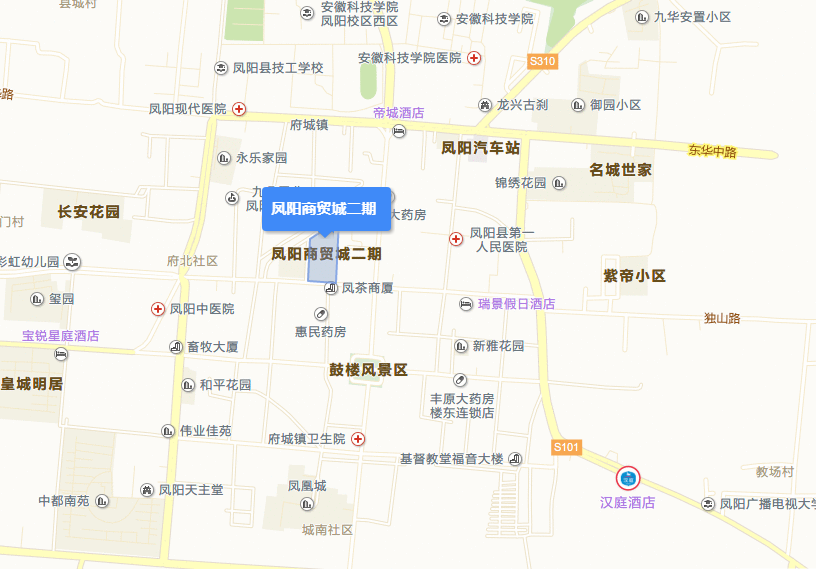 县城村
安徽科技学院
凤阳校区西区
安徽科技学院
九华安置小区
安徽科技学院医院
S310
凤阳县技工学校
凤阳现代医院
帝城酒店
龙兴古刹
御园小区
府城镇
凤阳汽车站
东华中路
永乐家园
名城世家
锦绣花园
凤阳商贸城二期
长安花园
大药房
门村
凤阳县第一
人民医院
凤阳商贸城二期
彩虹幼儿园
府北社区
紫帝小区
凤茶商厦
玺园
凤阳中医院
瑞景假日酒店
独山路
惠民药房
宝锐星庭酒店
畜牧大厦
新雅花园
鼓楼风景区
皇城明居
和平花园
丰原大药房
楼东连锁店
伟业佳苑
府城镇卫生院
S101
基督教堂福音大楼
教场村
凤阳天主堂
凤凰城
中都南苑
汉庭酒店
凤阳广播电视大学
城南社区